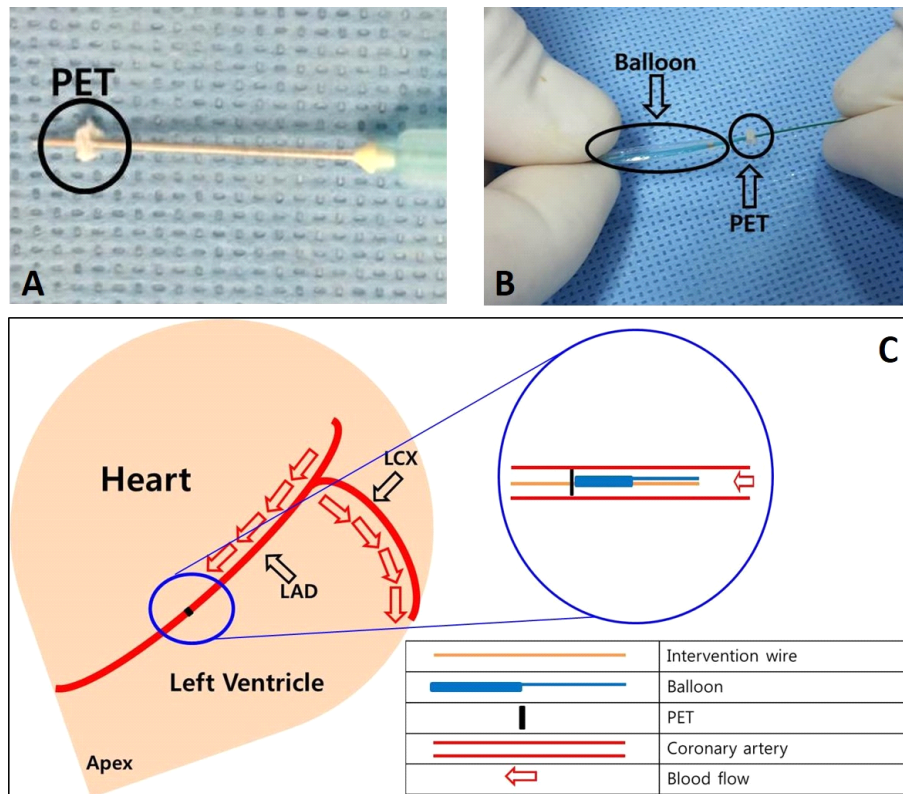 PET
A
Balloon
PET
B
C
Heart
LCX
LAD
Left Ventricle
Apex
Intervention wire
Balloon
PET
Coronary artery
Blood flow